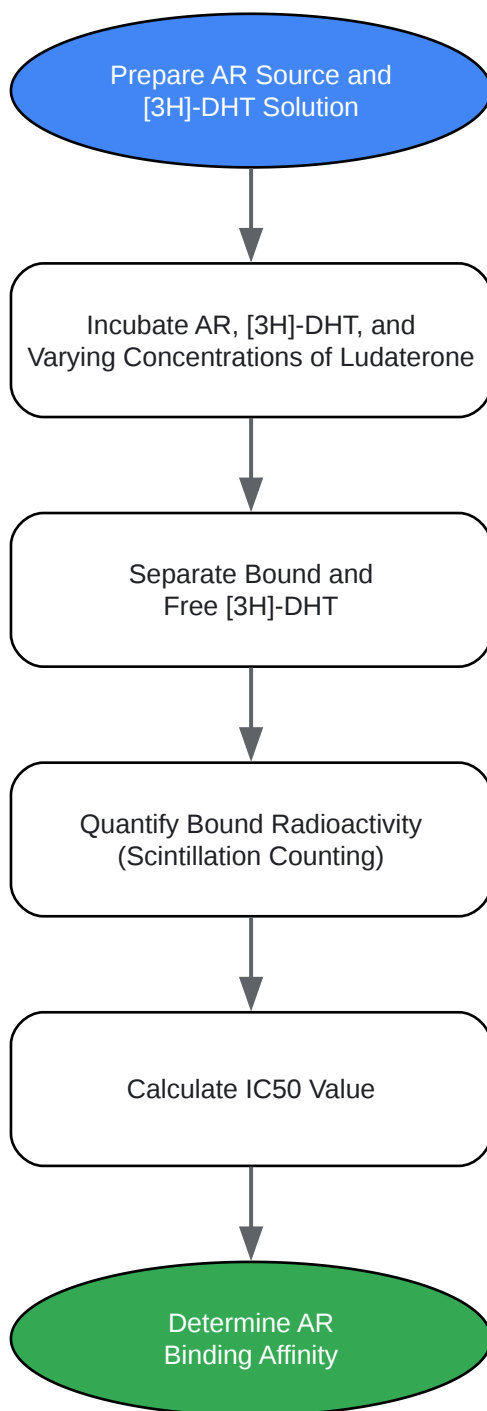 Prepare AR Source and
[3H]-DHT Solution
Incubate AR, [3H]-DHT, and
Varying Concentrations of Ludaterone
Separate Bound and
Free [3H]-DHT
Quantify Bound Radioactivity
(Scintillation Counting)
Calculate IC50 Value
Determine AR
Binding Affinity